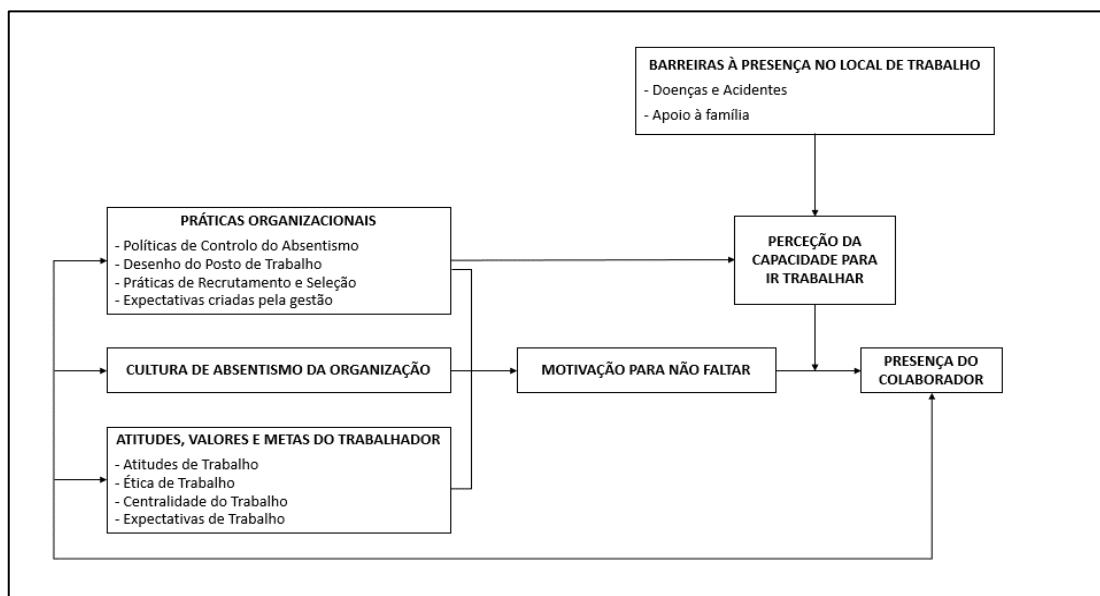 BARREIRAS À PRESENÇA NO LOCAL DE TRABALHO
- Doenças e Acidentes
- Apoio à família
PRÁTICAS ORGANIZACIONAIS
- Políticas de Controlo do Absentismo
- Desenho do Posto de Trabalho
- Práticas de Recrutamento e Seleção
- Expectativas criadas pela gestão
PERCEÇÃO DA
CAPACIDADE PARA
IR TRABALHAR
CULTURA DE ABSENTISMO DA ORGANIZAÇÃO
MOTIVAÇÃO PARA NÃO FALTAR
PRESENÇA DO
COLABORADOR
ATITUDES, VALORES E METAS DO TRABALHADOR
- Atitudes de Trabalho
- Ética de Trabalho
- Centralidade do Trabalho
- Expectativas de Trabalho